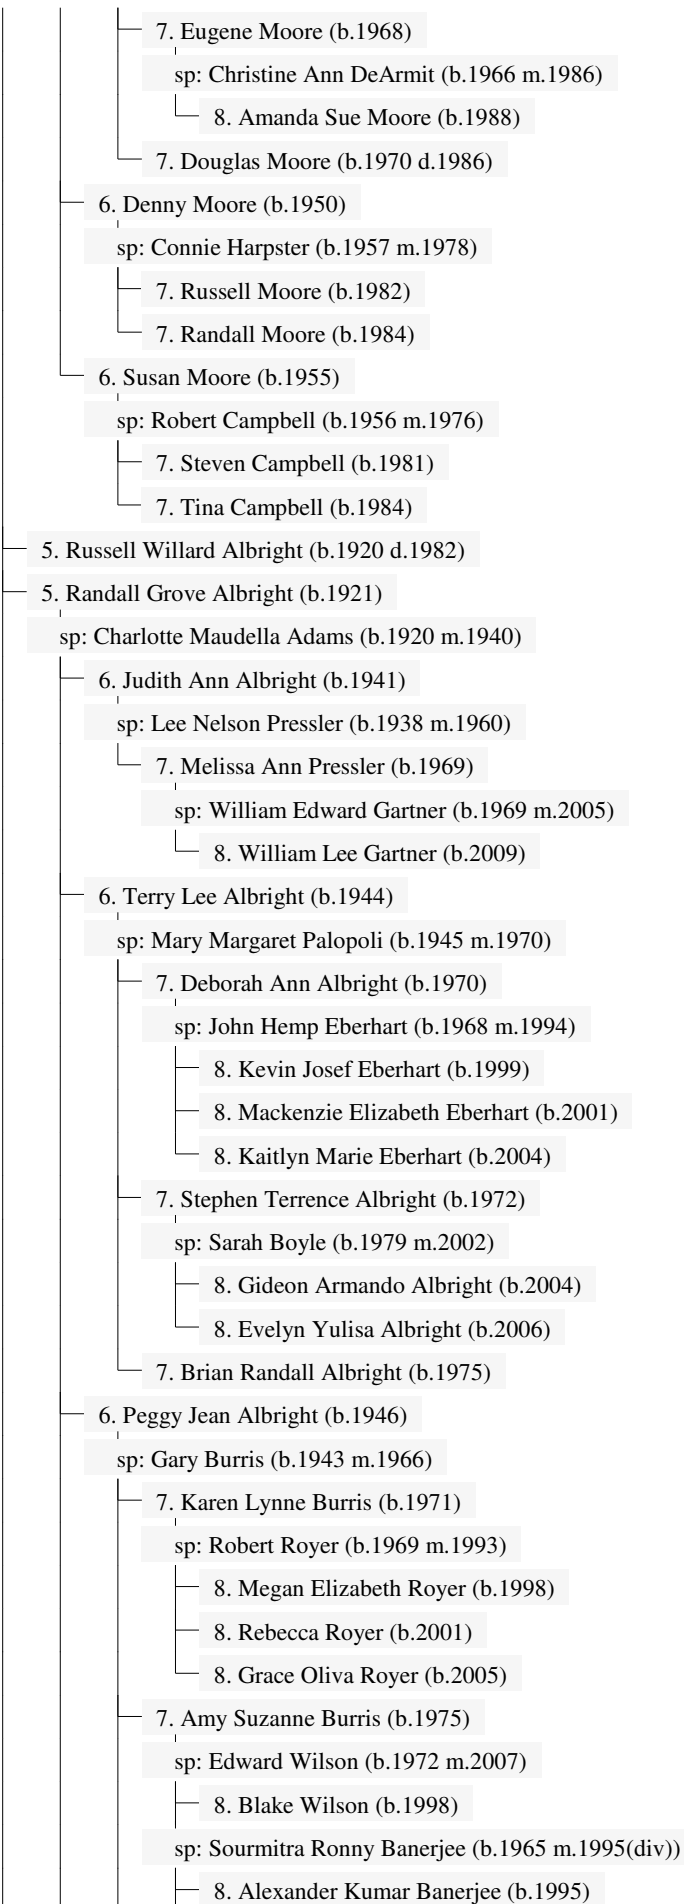 7. Eugene Moore (b.1968)
sp: Christine Ann DeArmit (b.1966 m.1986)
8. Amanda Sue Moore (b.1988)
7. Douglas Moore (b.1970 d.1986)
6. Denny Moore (b.1950)
sp: Connie Harpster (b.1957 m.1978)
7. Russell Moore (b.1982)
7. Randall Moore (b.1984)
6. Susan Moore (b.1955)
sp: Robert Campbell (b.1956 m.1976)
7. Steven Campbell (b.1981)
7. Tina Campbell (b.1984)
5. Russell Willard Albright (b.1920 d.1982)
5. Randall Grove Albright (b.1921)
sp: Charlotte Maudella Adams (b.1920 m.1940)
6. Judith Ann Albright (b.1941)
sp: Lee Nelson Pressler (b.1938 m.1960)
7. Melissa Ann Pressler (b.1969)
sp: William Edward Gartner (b.1969 m.2005)
8. William Lee Gartner (b.2009)
6. Terry Lee Albright (b.1944)
sp: Mary Margaret Palopoli (b.1945 m.1970)
7. Deborah Ann Albright (b.1970)
sp: John Hemp Eberhart (b.1968 m.1994)
8. Kevin Josef Eberhart (b.1999)
8. Mackenzie Elizabeth Eberhart (b.2001)
8. Kaitlyn Marie Eberhart (b.2004)
7. Stephen Terrence Albright (b.1972)
sp: Sarah Boyle (b.1979 m.2002)
8. Gideon Armando Albright (b.2004)
8. Evelyn Yulisa Albright (b.2006)
7. Brian Randall Albright (b.1975)
6. Peggy Jean Albright (b.1946)
sp: Gary Burris (b.1943 m.1966)
7. Karen Lynne Burris (b.1971)
sp: Robert Royer (b.1969 m.1993)
8. Megan Elizabeth Royer (b.1998)
8. Rebecca Royer (b.2001)
8. Grace Oliva Royer (b.2005)
7. Amy Suzanne Burris (b.1975)
sp: Edward Wilson (b.1972 m.2007)
8. Blake Wilson (b.1998)
sp: Sourmitra Ronny Banerjee (b.1965 m.1995(div))
8. Alexander Kumar Banerjee (b.1995)